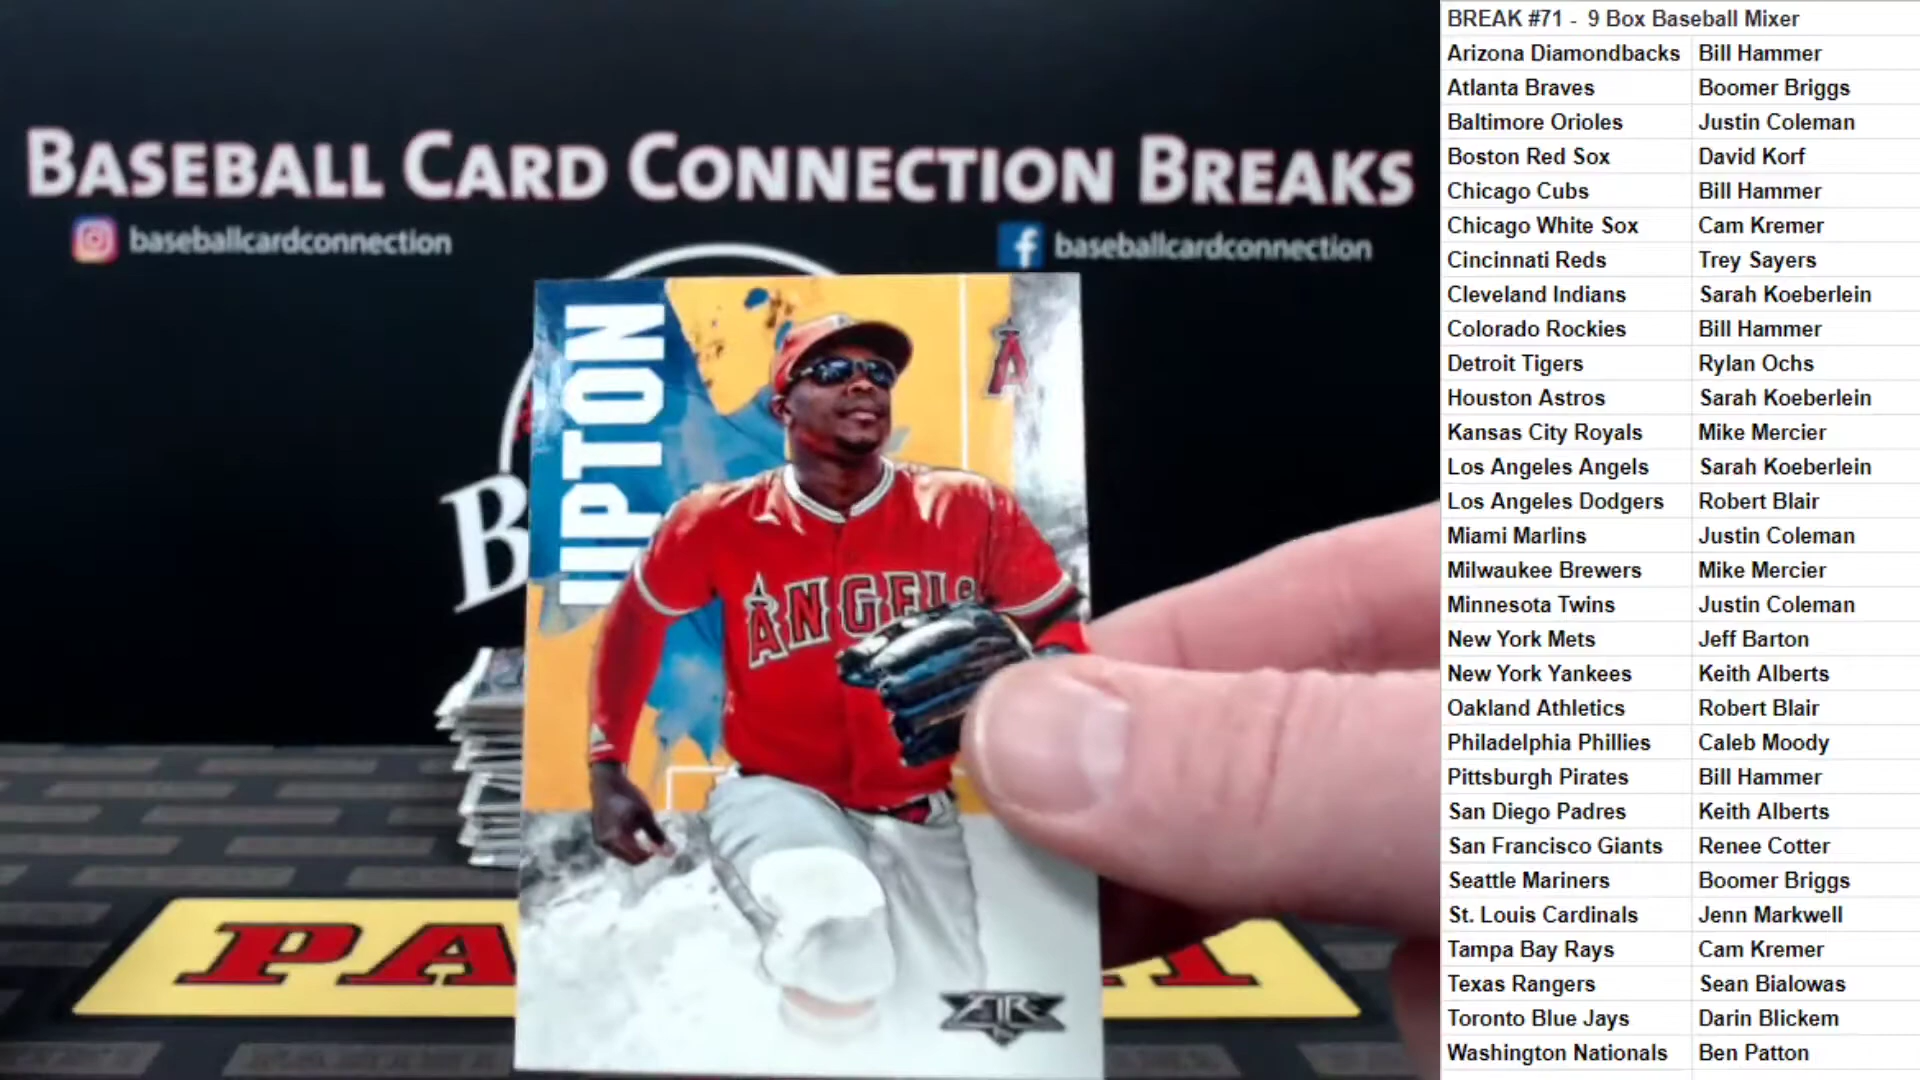 BASEBALL CARD CONNECTION BREAKS
baseballcardconnection
baseballcardconnection
UPTON
A
ANGELS
FIRE
B
PA
BREAK #71 - 9 Box Baseball Mixer
Arizona Diamondbacks Bill Hammer
Atlanta Braves Boomer Briggs
Baltimore Orioles Justin Coleman
Boston Red Sox David Korf
Chicago Cubs Bill Hammer
Chicago White Sox Cam Kremer
Cincinnati Reds Trey Sayers
Cleveland Indians Sarah Koeberlein
Colorado Rockies Bill Hammer
Detroit Tigers Rylan Ochs
Houston Astros Sarah Koeberlein
Kansas City Royals Mike Mercier
Los Angeles Angels Sarah Koeberlein
Los Angeles Dodgers Robert Blair
Miami Marlins Justin Coleman
Milwaukee Brewers Mike Mercier
Minnesota Twins Justin Coleman
New York Mets Jeff Barton
New York Yankees Keith Alberts
Oakland Athletics Robert Blair
Philadelphia Phillies Caleb Moody
Pittsburgh Pirates Bill Hammer
San Diego Padres Keith Alberts
San Francisco Giants Renee Cotter
Seattle Mariners Boomer Briggs
St. Louis Cardinals Jenn Markwell
Tampa Bay Rays Cam Kremer
Texas Rangers Sean Bialowas
Toronto Blue Jays Darin Blickem
Washington Nationals Ben Patton